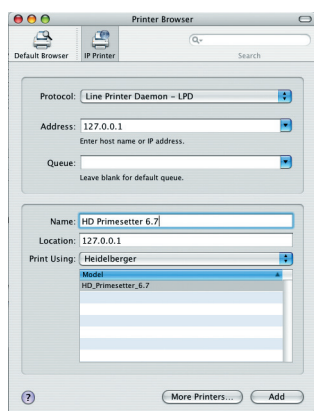 Printer Browser
Default Browser
IP Printer
Q
Search
Protocol: Line Printer Daemon – LPD
Address: 127.0.0.1
Enter host name or IP address.
Queue:
Leave blank for default queue.
Name: HD Primesetter 6.7
Location: 127.0.0.1
Print Using: Heidelberger
Model
HD_Primesetter_6.7
?
More Printers...
Add